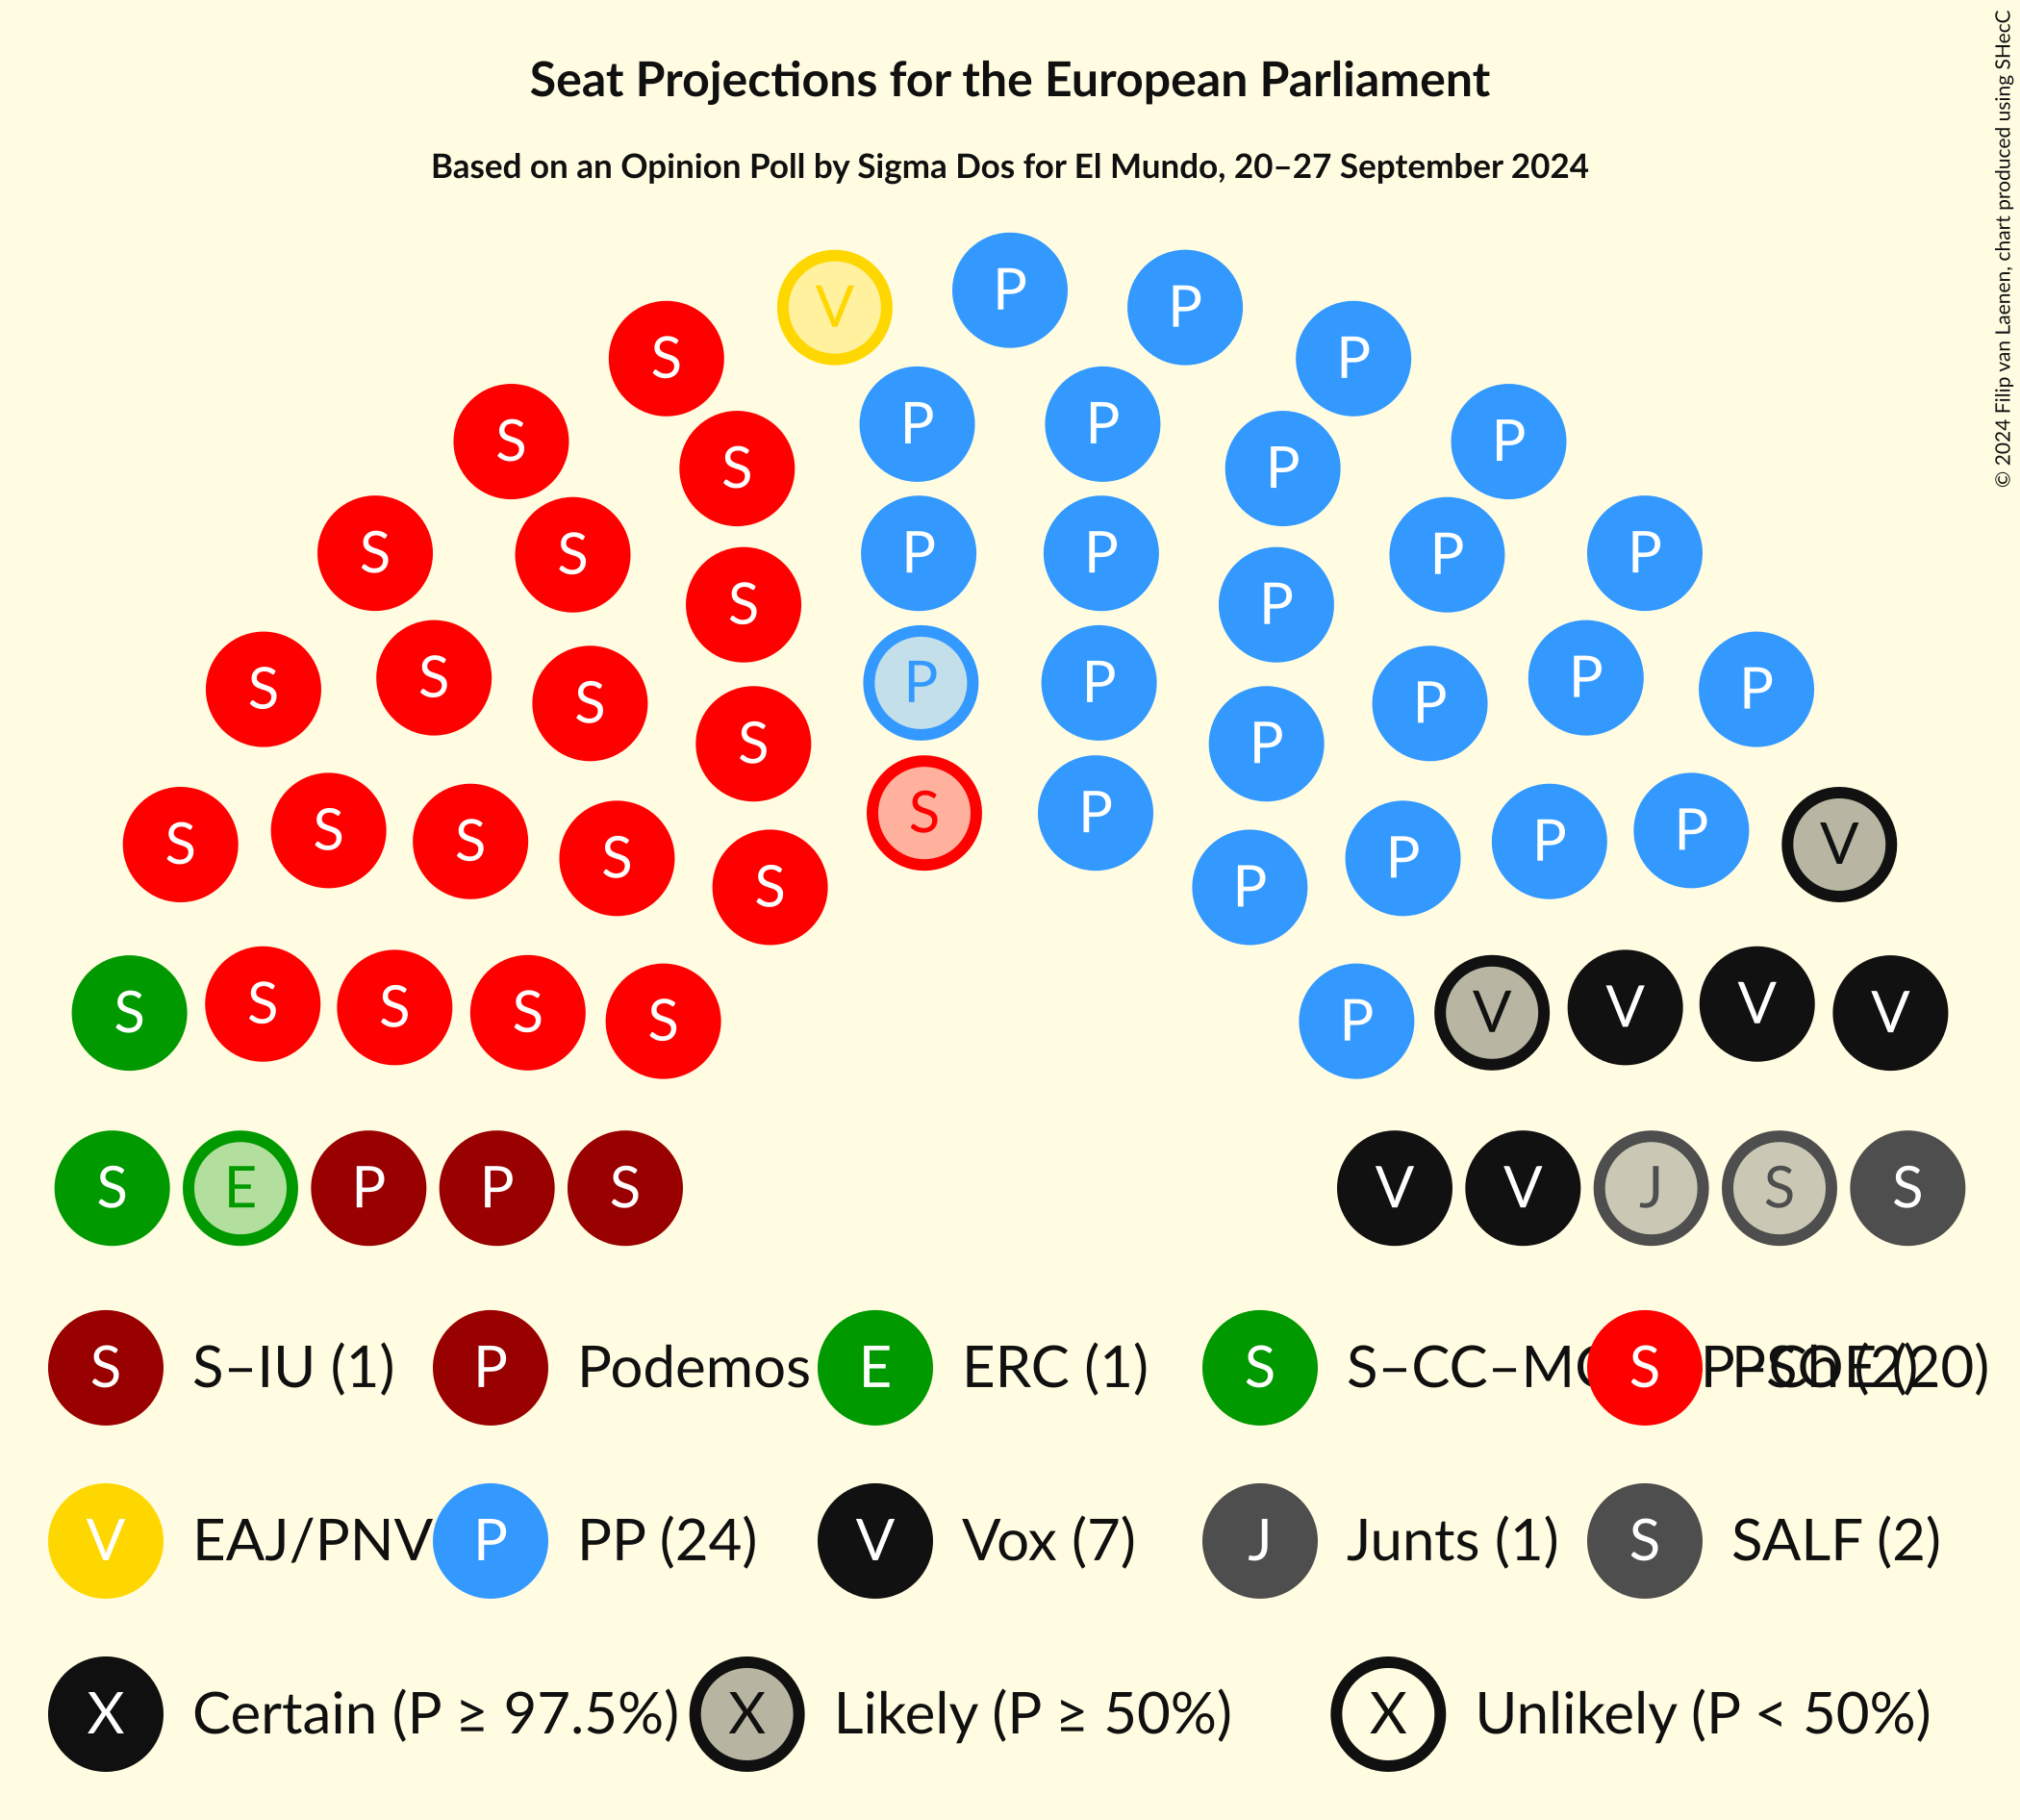 Seat Projections for the European Parliament
Based on an Opinion Poll by Sigma Dos for El Mundo, 20–27 September 2024
© 2024 Filip van Laenen, chart produced using SHecC
V P P P
S P P
S S P P
S S P P P P
S P
S S S P P P
S S P P P P
S S S P P P
S S S S S P P P P P V
S S S S S P V V V V
S E P P S V V J S S
S S–IU (1) P Podemos E ERC (1) S S–CC–M S PSOE (20)
V EAJ/PNV P PP (24) V Vox (7) J Junts (1) S SALF (2)
X Certain (P ≥ 97.5%) X Likely (P ≥ 50%) X Unlikely (P < 50%)